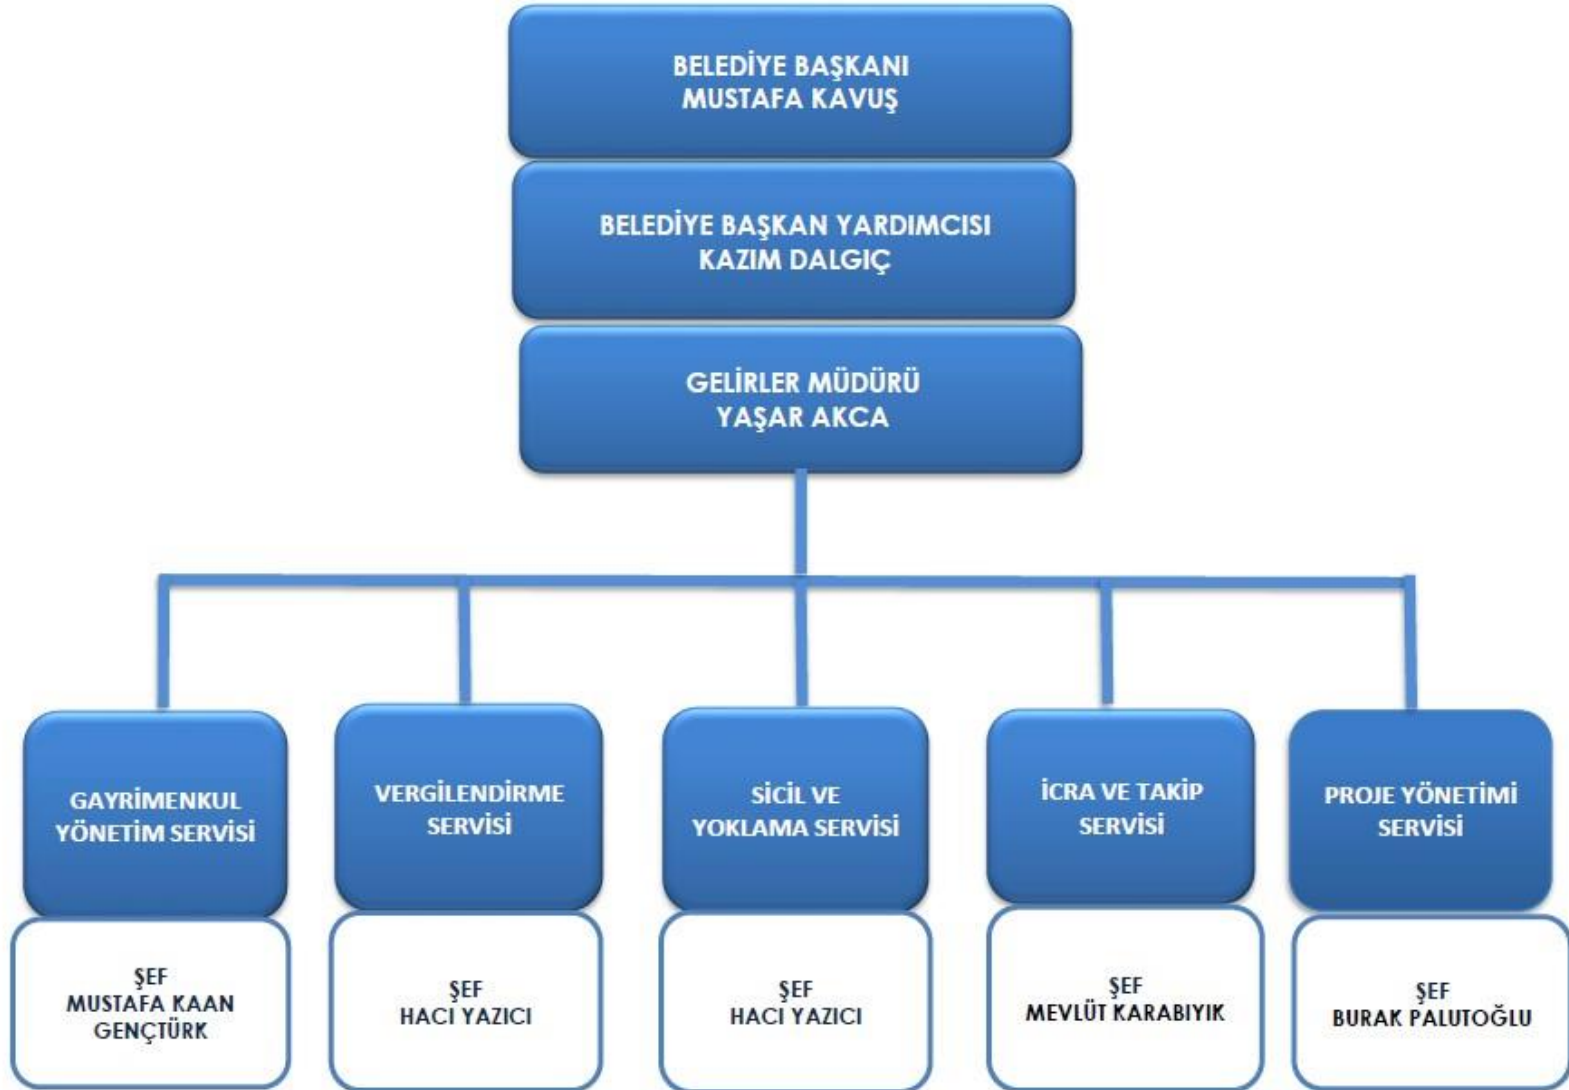 BELEDİYE BAŞKANI
MUSTAFA KAVUŞ
BELEDİYE BAŞKAN YARDIMCISI
KAZIM DALGIÇ
GELİRLER MÜDÜRÜ
YAŞAR AKCA
GAYRİMENKUL
YÖNETİM SERVİSİ
VERGİLENDİRME
SERVİSİ
SİCİL VE
YOKLAMA SERVİSİ
İCRA VE TAKİP
SERVİSİ
PROJE YÖNETİMİ
SERVİSİ
ŞEF
MUSTAFA KAAN
GENÇTÜRK
ŞEF
HACI YAZICI
ŞEF
HACI YAZICI
ŞEF
MEVLÜT KARABIYIK
ŞEF
BURAK PALUTOĞLU